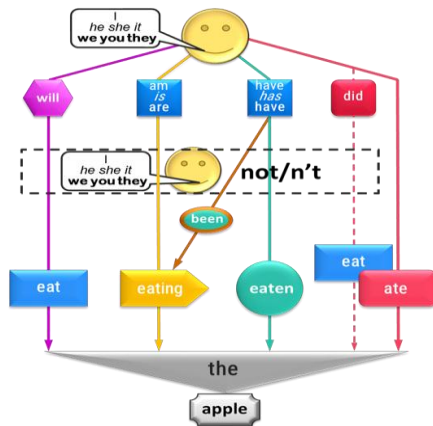 I
he she it
we you they
will
am
is
are
have
has
have
did
I
he she it
we you they
not/n't
been
eat
eating
eaten
eat
ate
the
apple